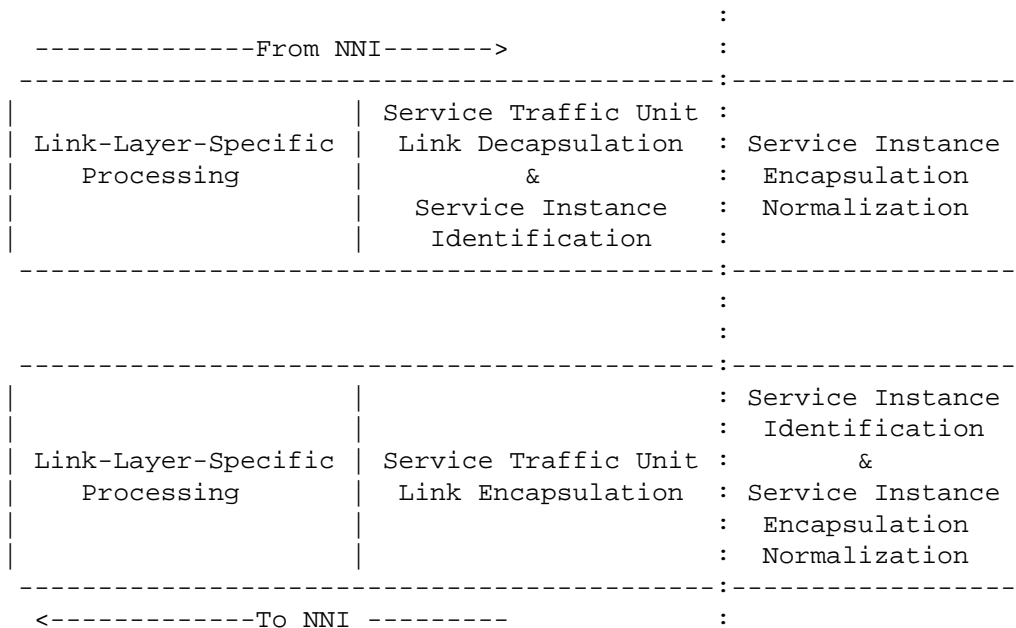 --------------From NNI------->
Service Traffic Unit
Link-Layer-Specific Link Decapsulation Service Instance
Processing & Encapsulation
Service Instance Normalization
Identification
Service Instance
Identification
Link-Layer-Specific Service Traffic Unit &
Processing Link Encapsulation Service Instance
Encapsulation
Normalization
<-------------To NNI ---------